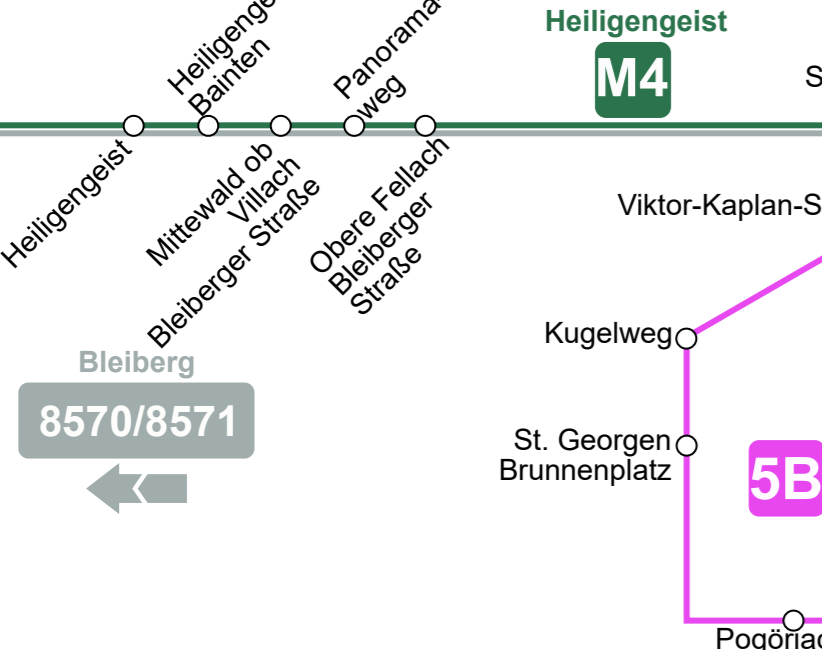 Heiligengeist
M4
Bainten
Panorama-
weg
Heiligengeist
Mittewald ob
Villach
Bleiberger Straße
Obere Fellach
Bleiberger
Straße
Viktor-Kaplan-S
Kugelweg
St. Georgen
Brunnenplatz
5B
Bleiberg
8570/8571